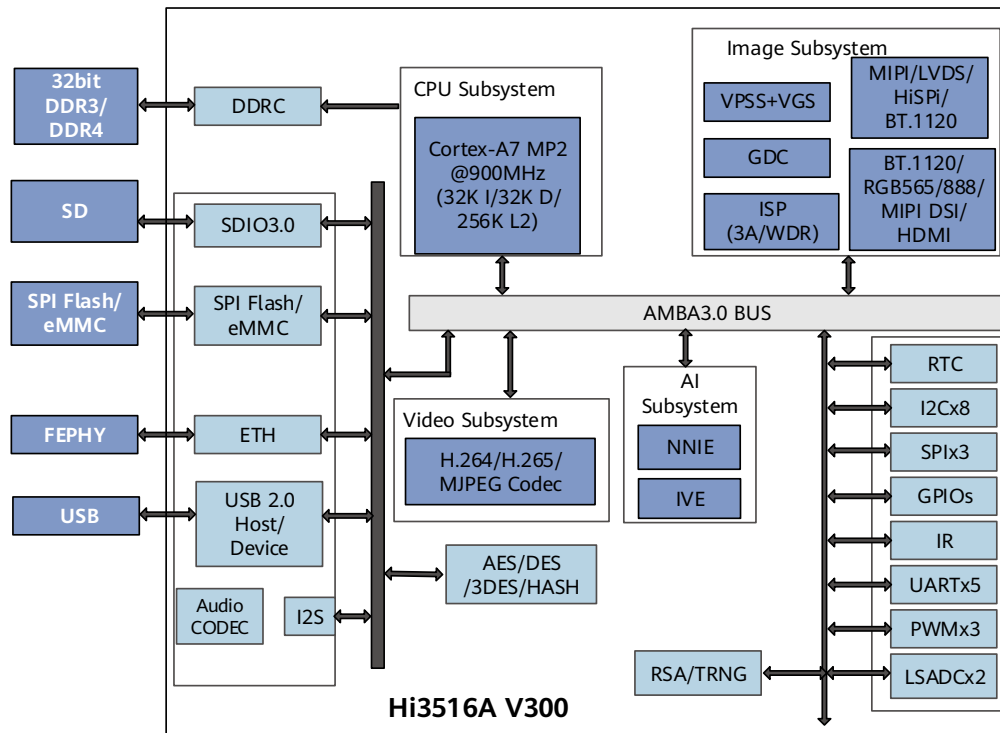 32bit
DDR3/
DDR4
DDRC
CPU Subsystem
Cortex-A7 MP2
@900MHz
(32K I/32K D/
256K L2)
Image Subsystem
VPSS+VGS
GDC
ISP
(3A/WDR)
MIPI/LVDS/
HiSPi/
BT.1120
BT.1120/
RGB565/888/
MIPI DSI/
HDMI
SD
SDIO3.0
SPI Flash/
eMMC
SPI Flash/
eMMC
AMBA3.0 BUS
FEPHY
ETH
USB
USB 2.0
Host/
Device
Audio
CODEC
I2S
Video Subsystem
H.264/H.265/
MJPEG Codec
AI
Subsystem
NNIE
IVE
AES/DES
/3DES/HASH
RSA/TRNG
RTC
I2Cx8
SPIx3
GPIOs
IR
UARTx5
PWMx3
LSADCx2
Hi3516A V300